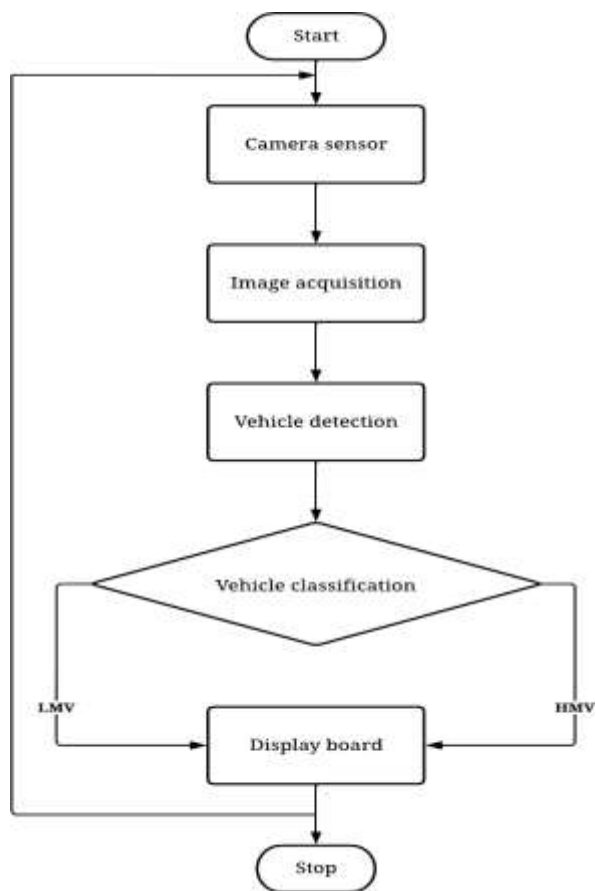 Start
Camera sensor
Image acquisition
Vehicle detection
Vehicle classification
LMV
HMV
Display board
Stop